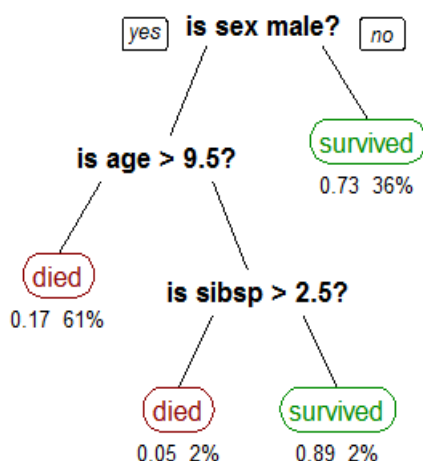 yes is sex male? no
survived
is age > 9.5?
0.73 36%
died
is sibsp > 2.5?
0.17 61%
died survived
0.05 2% 0.89 2%